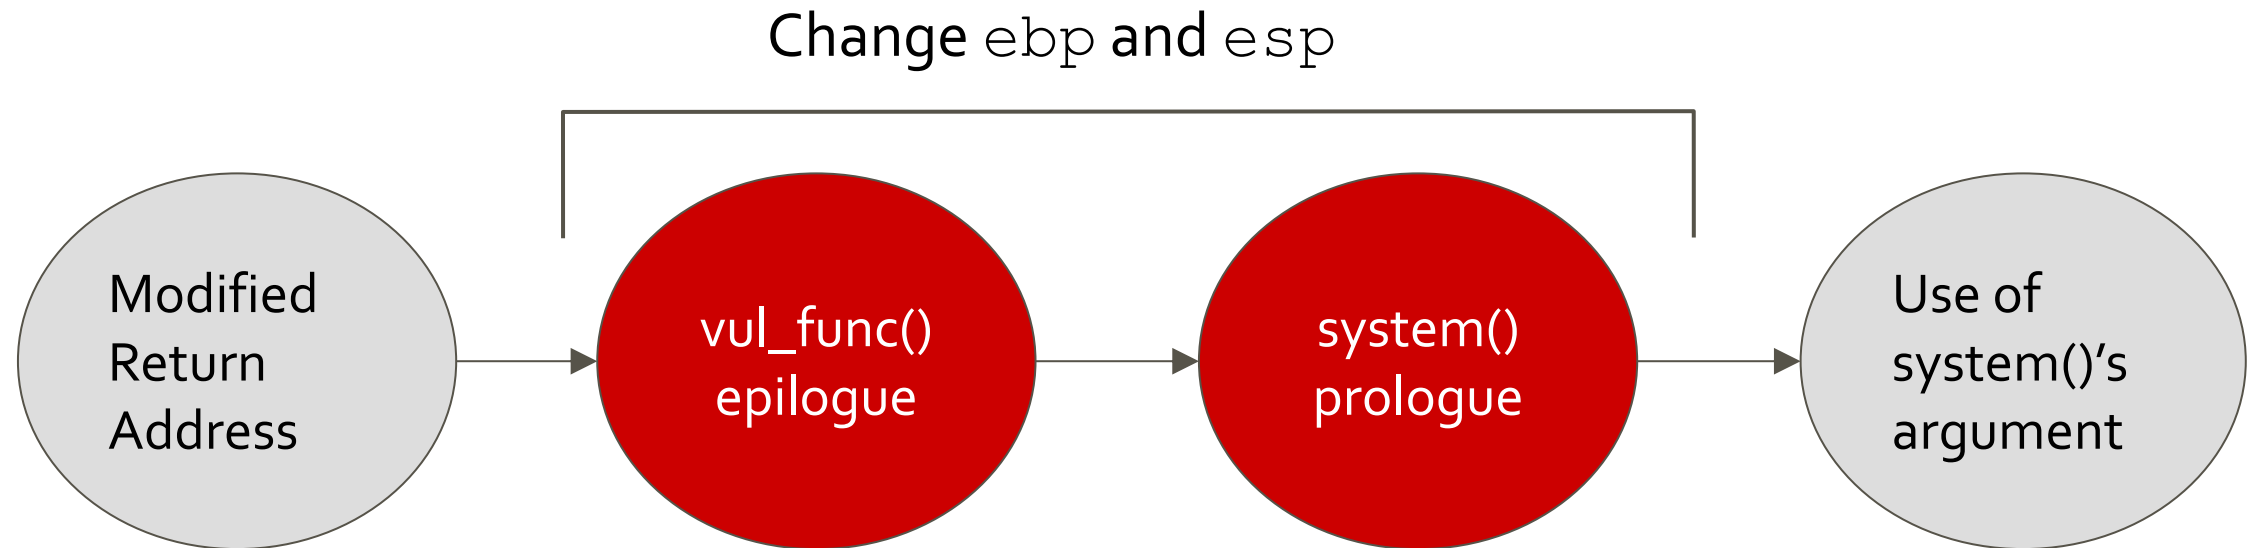 Change ebp and esp
Modified
Return
Address
vul_func()
epilogue
system()
prologue
Use of
system()’s
argument